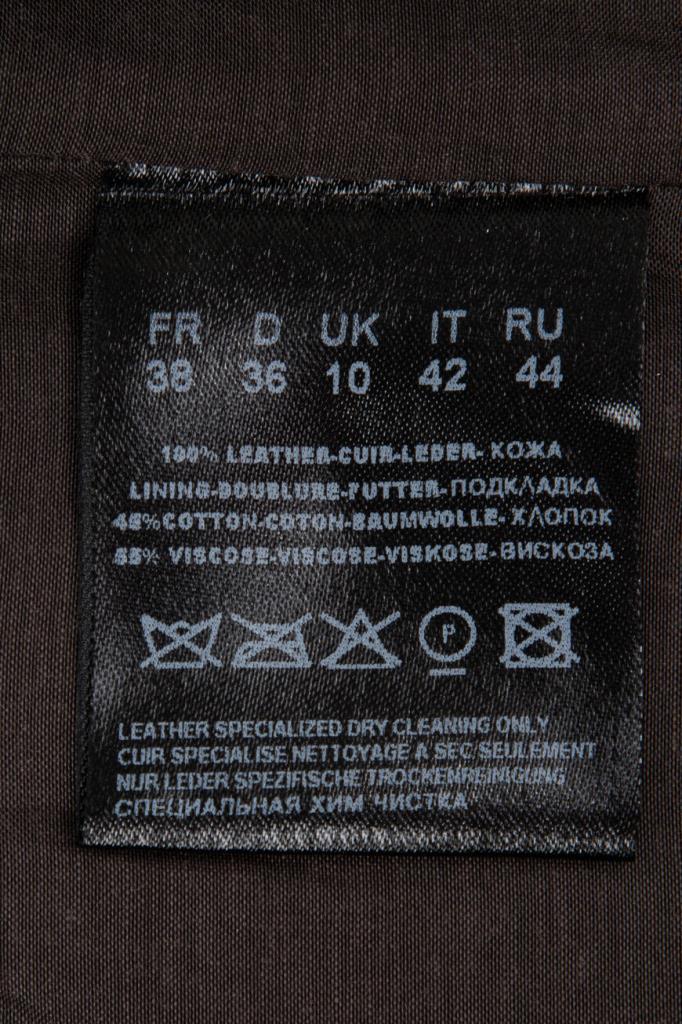 FR D UK IT RU
38 36 10 42 44
100% LEATHER-CUIR-LEDER- КОЖА
LINING-DOUBLURE-FUTTER-ПОДКЛАДКА
COTTON-COTON-BAUMWOLLE- ХЛОПОК
VISCOSE-VISCOSE-VISKOSE-ВИСКОЗА
P
LEATHER SPECIALIZED DRY CLEANING ONLY
CUIR SPECIALISE NETTOYAGE A SEC SEULEMENT
NUR LEDER SPEZIFISCHE TROCKENREINIGUNG
СПЕЦИАЛЬНАЯ ХИМ ЧИСТКА